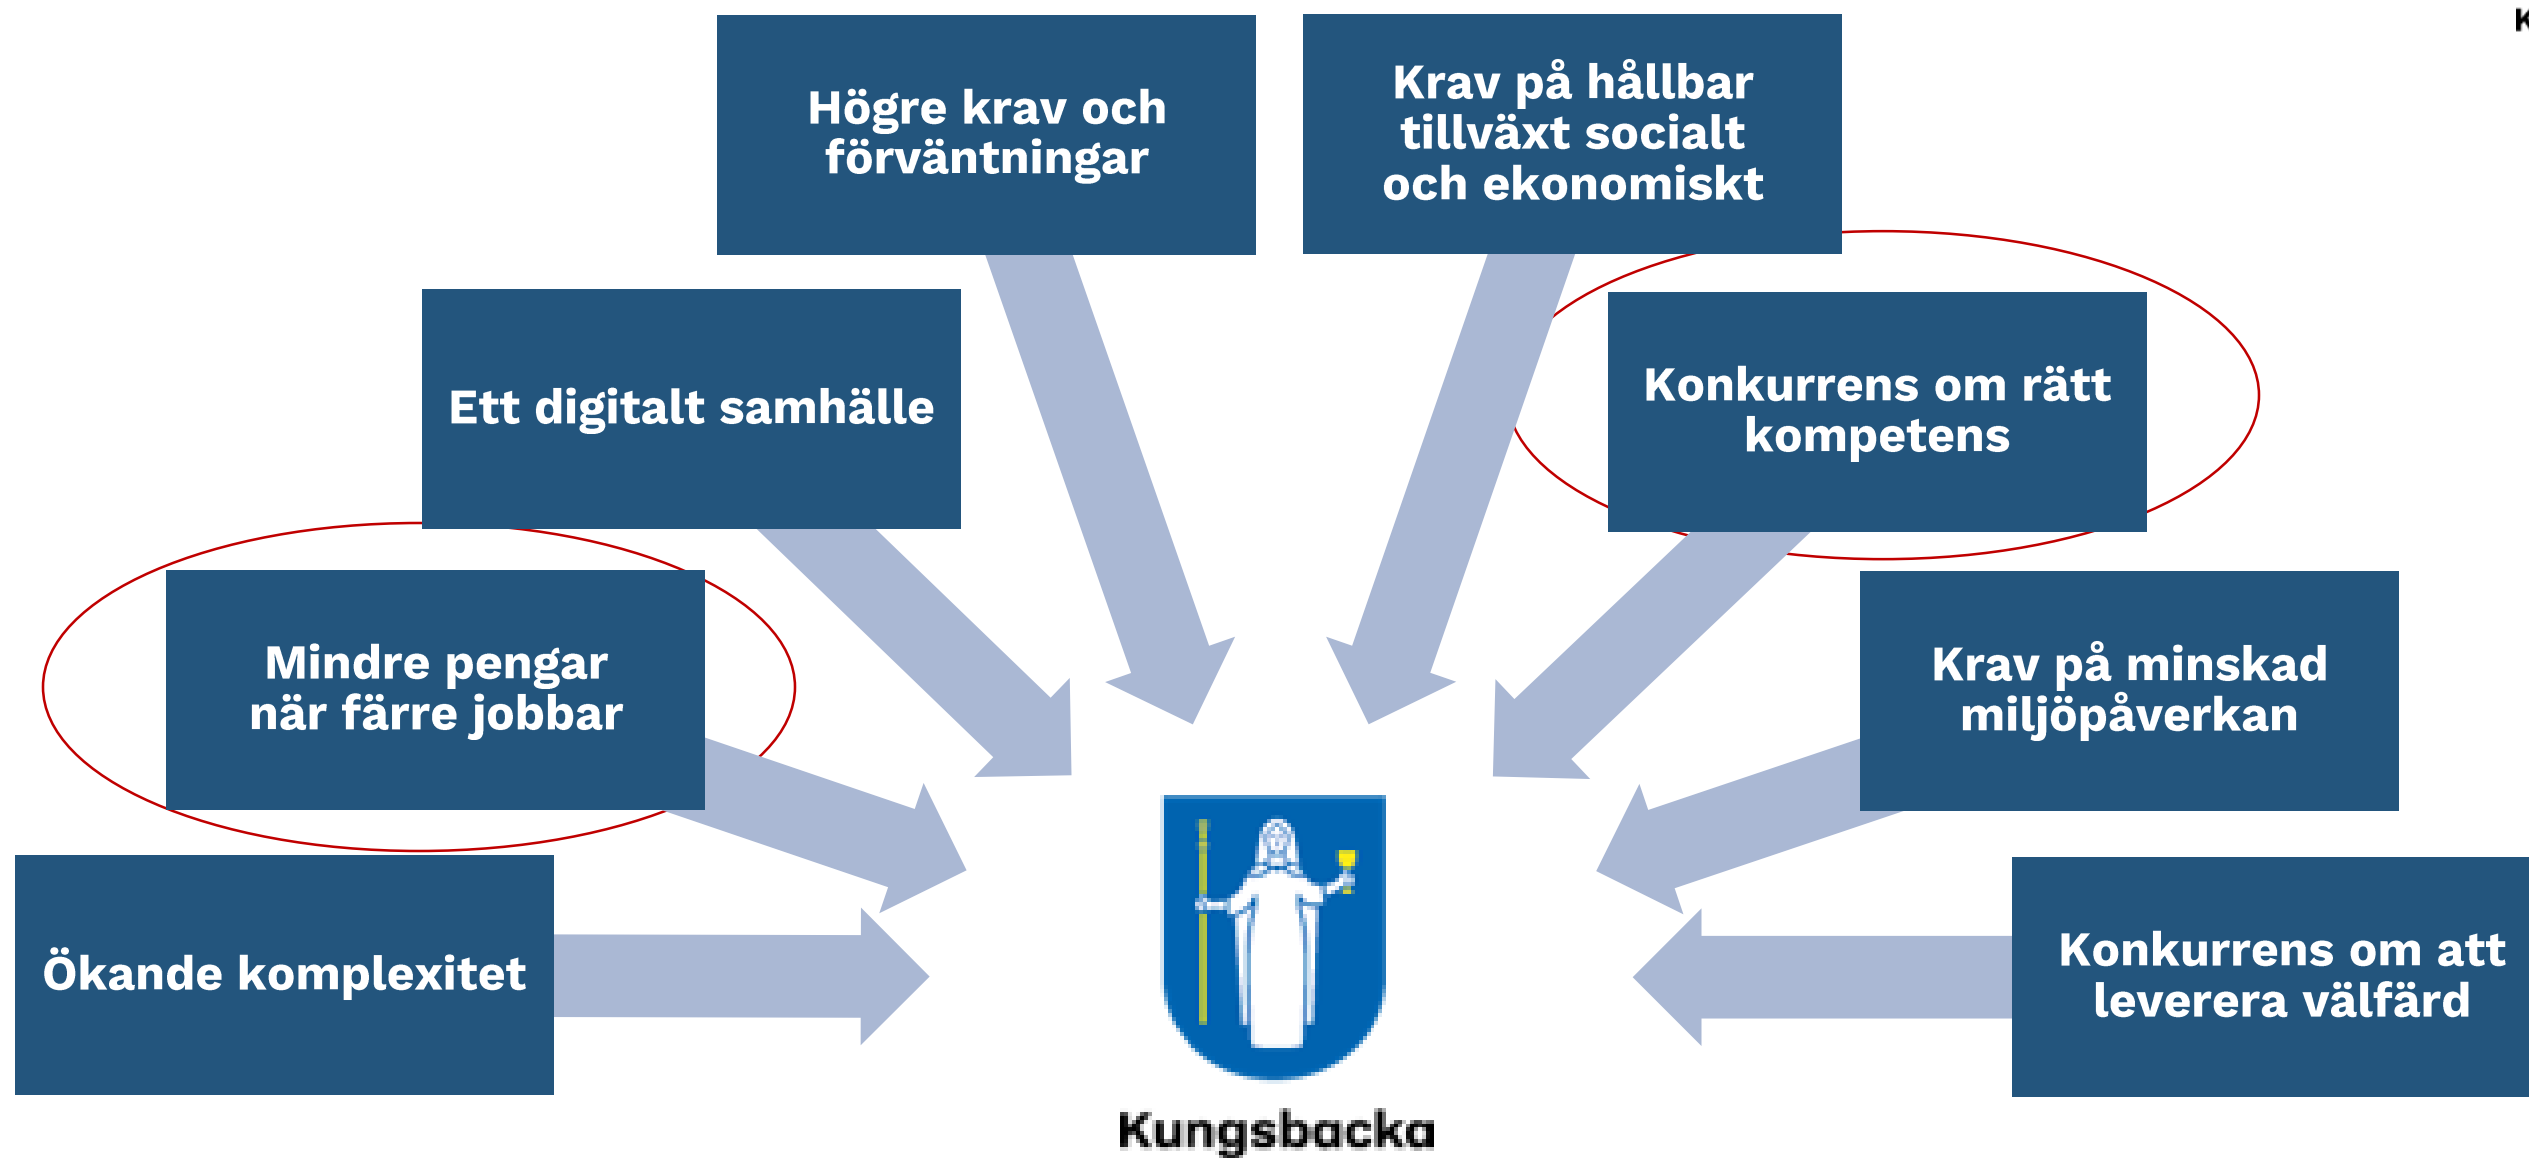 Högre krav och
förväntningar
Krav på hållbar
tillväxt socialt
och ekonomiskt
Ett digitalt samhälle
Konkurrens om rätt
kompetens
Mindre pengar
när färre jobbar
Krav på minskad
miljöpåverkan
Ökande komplexitet
Konkurrens om att
leverera välfärd
Kungsbacka